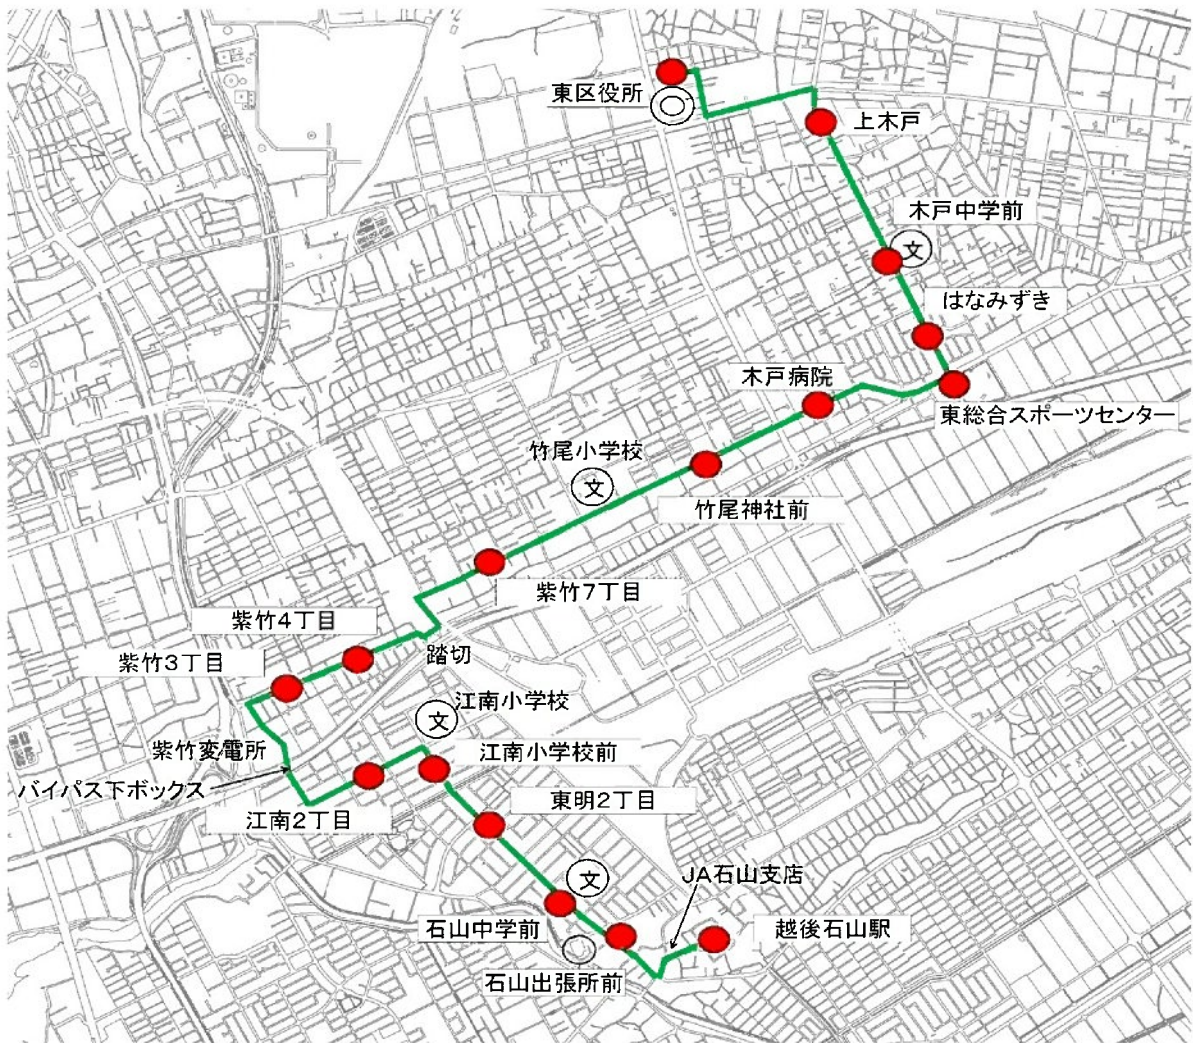 東区役所
上木戸
木戸中学前
文
はなみずき
木戸病院
東総合スポーツセンター
竹尾小学校
文
竹尾神社前
紫竹7丁目
紫竹4丁目
紫竹3丁目
踏切
江南小学校
文
紫竹変電所
江南小学校前
バイパス下ボックス
東明2丁目
江南2丁目
文
JA石山支店
石山中学前
越後石山駅
石山出張所前